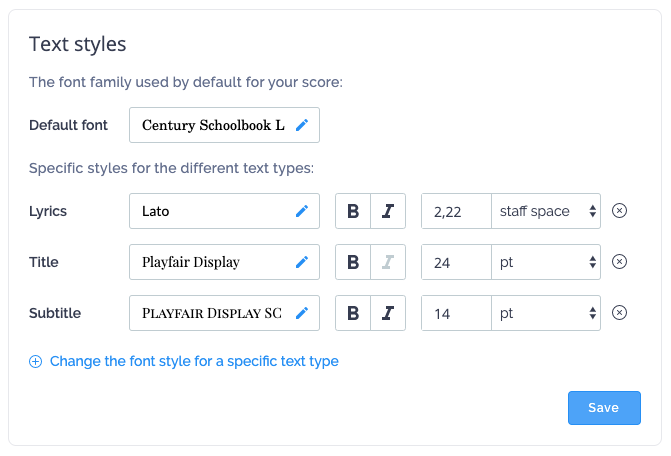 Text styles
The font family used by default for your score:
Default font Century Schoolbook L
Specific styles for the different text types:
Lyrics Lato B I 2,22 staff space
Title Playfair Display B I 24 pt
Subtitle Playfair Display SC B I 14 pt
Change the font style for a specific text type
Save